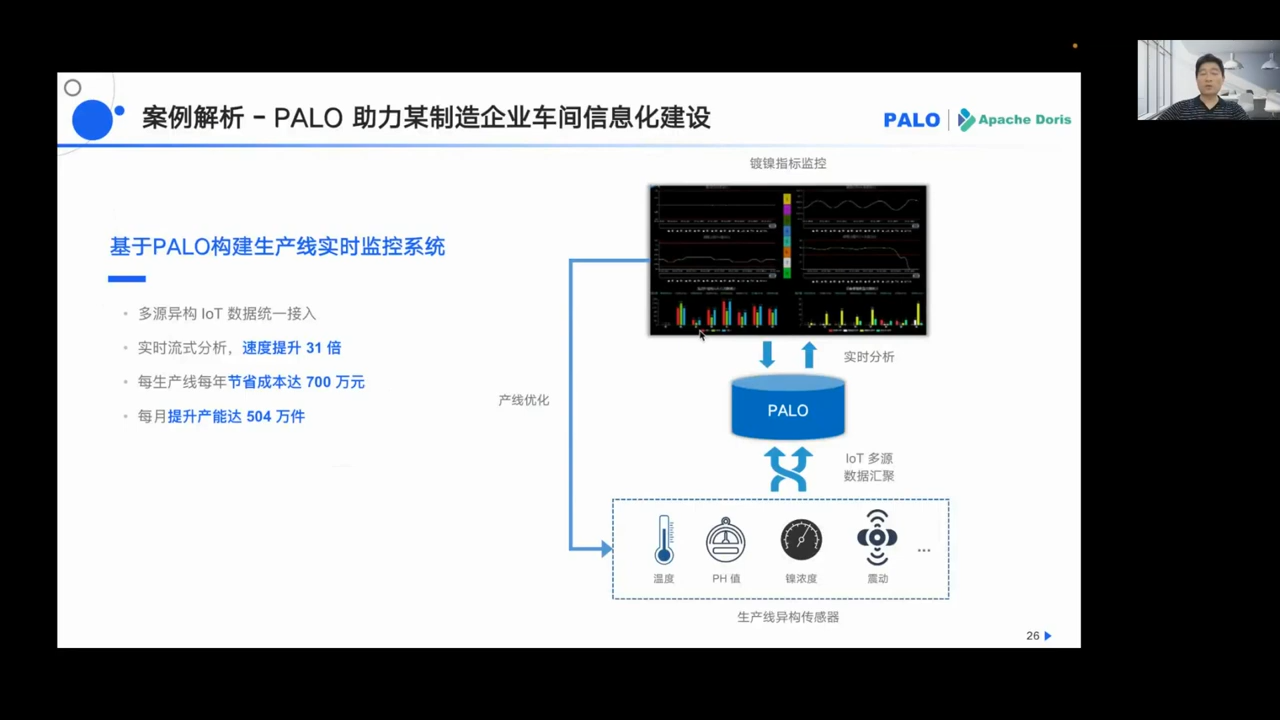 案例解析 - PALO 助力某制造企业车间信息化建设
PALO
Apache Doris
基于PALO构建生产线实时监控系统
• 多源异构 IoT 数据统一接入
• 实时流式分析，速度提升 31 倍
• 每生产线每年节省成本达 700 万元
• 每月提升产能达 504 万件
镀镍指标监控
实时分析
产线优化
PALO
IoT 多源
数据汇聚
温度
PH 值
镍浓度
震动
...
生产线异构传感器
26